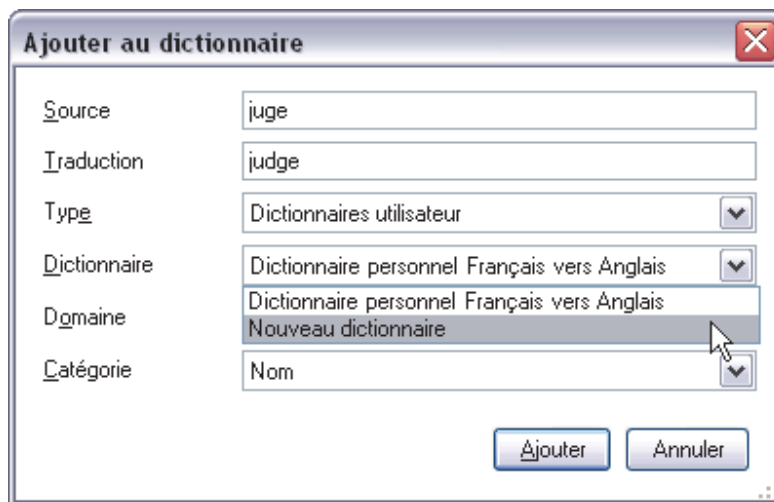 Ajouter au dictionnaire
Source juge
Traduction judge
Type Dictionnaires utilisateur
Dictionnaire Dictionnaire personnel Français vers Anglais
Dictionnaire personnel Français vers Anglais
Domaine Nouveau dictionnaire
Catégorie Nom
Ajouter Annuler